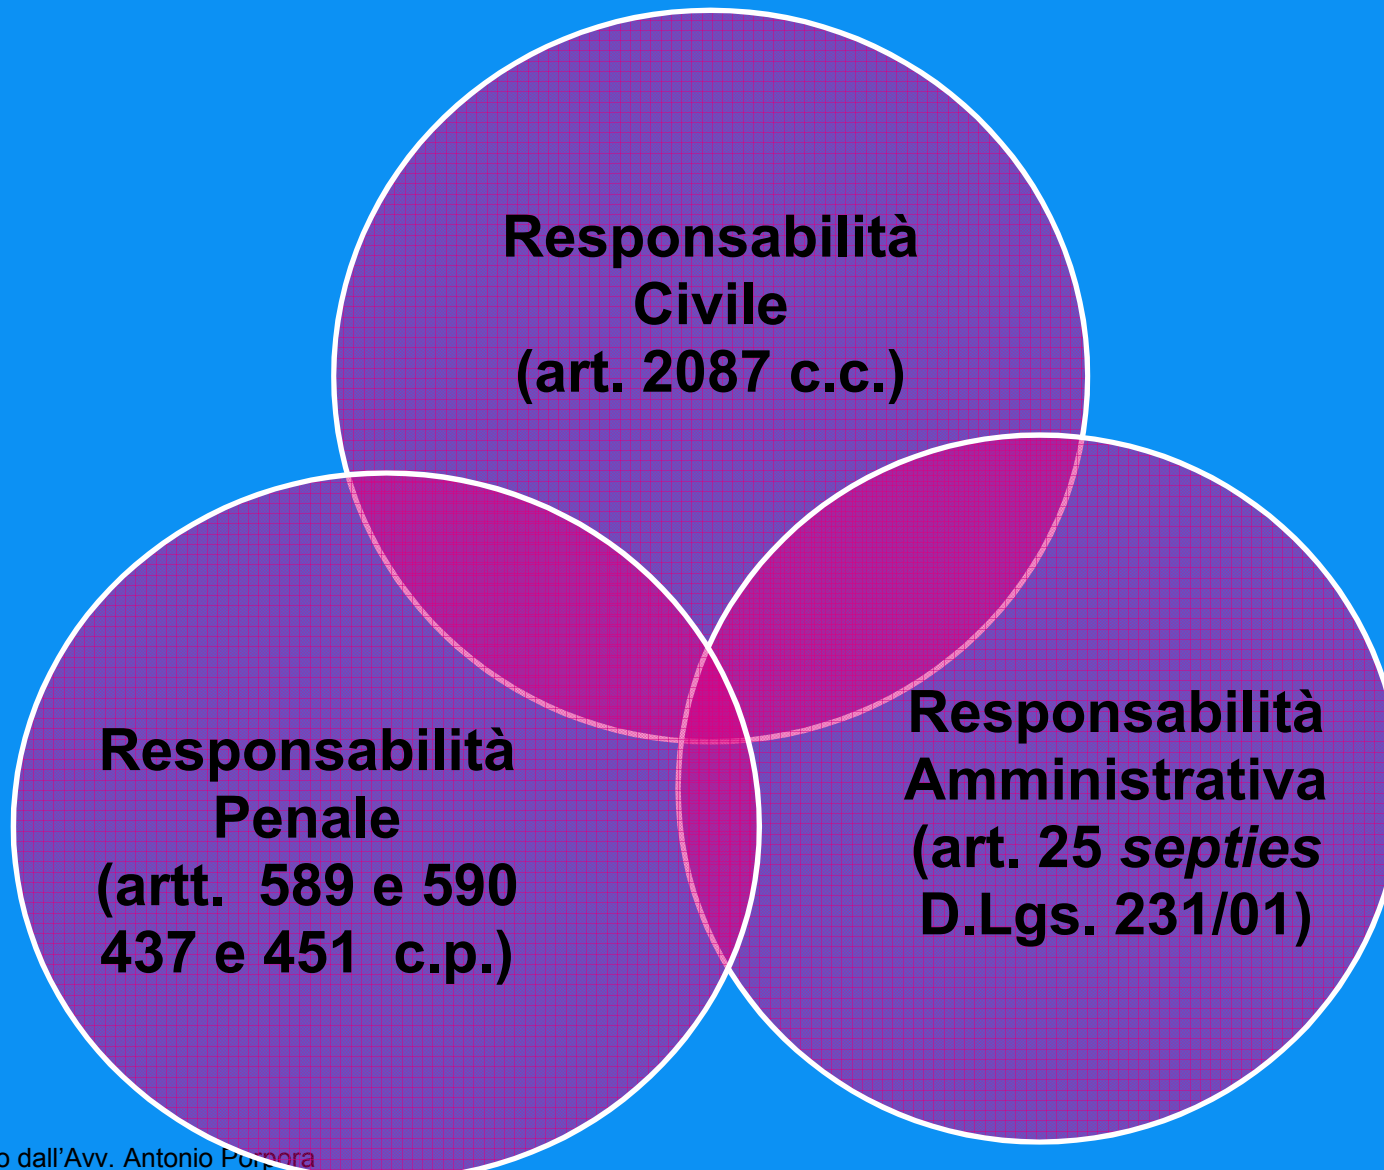 Responsabilità
Civile
(art. 2087 c.c.)
Responsabilità
Penale
(artt. 589 e 590
437 e 451 c.p.)
Responsabilità
Amministrativa
(art. 25 septies
D.Lgs. 231/01)
dall'Avv. Antonio Porpora